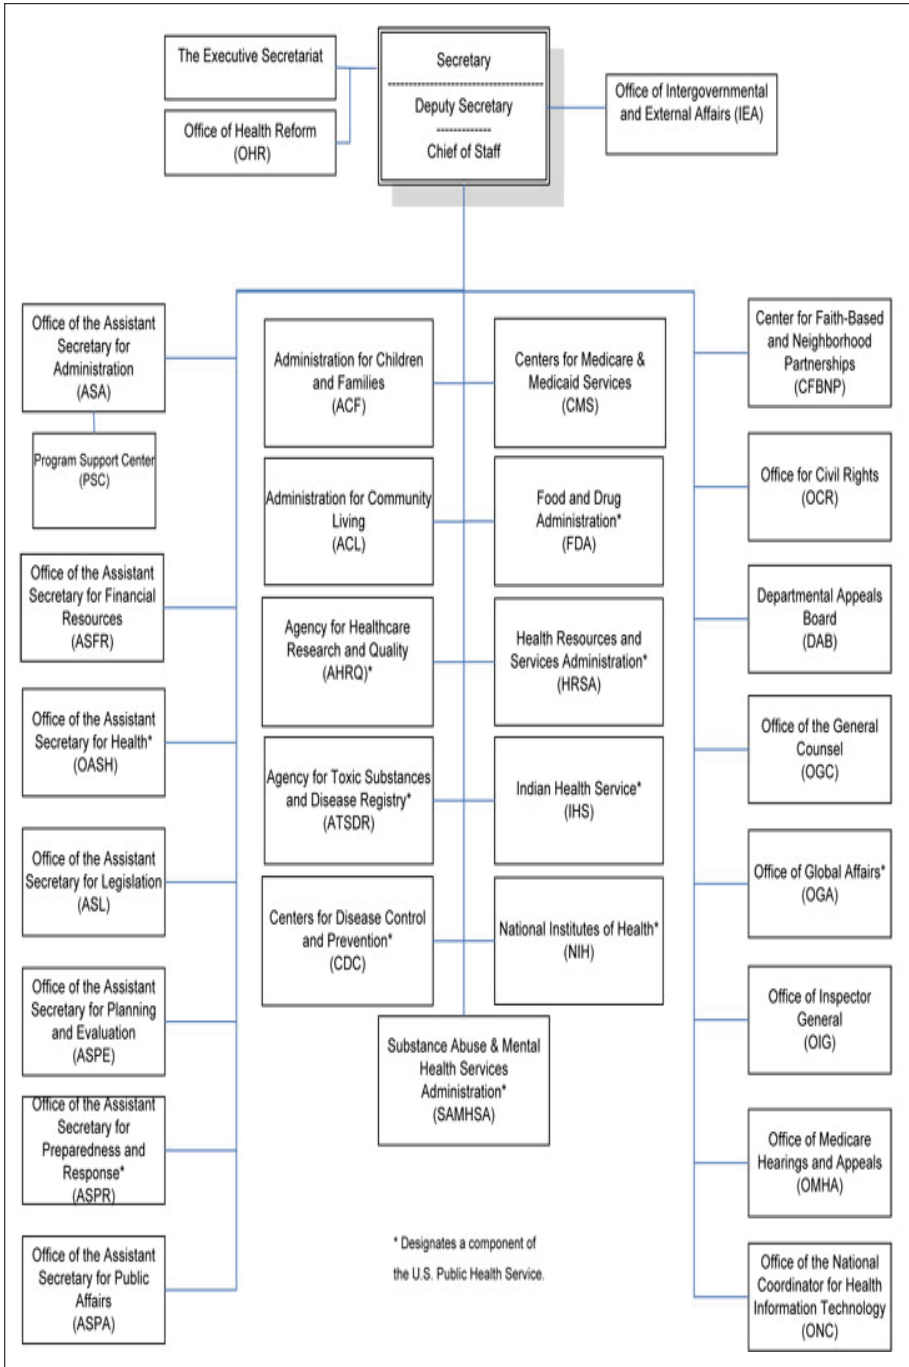 The Executive Secretariat
Office of Health Reform
(OHR)
Secretary
------------------------------------
Deputy Secretary
-------------
Chief of Staff
Office of Intergovernmental
and External Affairs (IEA)
Office of the Assistant
Secretary for
Administration
(ASA)
Program Support Center
(PSC)
Office of the Assistant
Secretary for Financial
Resources
(ASFR)
Office of the Assistant
Secretary for Health*
(OASH)
Office of the Assistant
Secretary for Legislation
(ASL)
Office of the Assistant
Secretary for Planning
and Evaluation
(ASPE)
Office of the Assistant
Secretary for
Preparedness and
Response*
(ASPR)
Office of the Assistant
Secretary for Public
Affairs
(ASPA)
Administration for Children
and Families
(ACF)
Administration for Community
Living
(ACL)
Agency for Healthcare
Research and Quality
(AHRQ)*
Agency for Toxic Substances
and Disease Registry*
(ATSDR)
Centers for Disease Control
and Prevention*
(CDC)
Centers for Medicare &
Medicaid Services
(CMS)
Food and Drug
Administration*
(FDA)
Health Resources and
Services Administration*
(HRSA)
Indian Health Service*
(IHS)
National Institutes of Health*
(NIH)
Substance Abuse & Mental
Health Services
Administration*
(SAMHSA)
Center for Faith-Based
and Neighborhood
Partnerships
(CFBNP)
Office for Civil Rights
(OCR)
Departmental Appeals
Board
(DAB)
Office of the General
Counsel
(OGC)
Office of Global Affairs*
(OGA)
Office of Inspector
General
(OIG)
Office of Medicare
Hearings and Appeals
(OMHA)
Office of the National
Coordinator for Health
Information Technology
(ONC)
* Designates a component of
the U.S. Public Health Service.